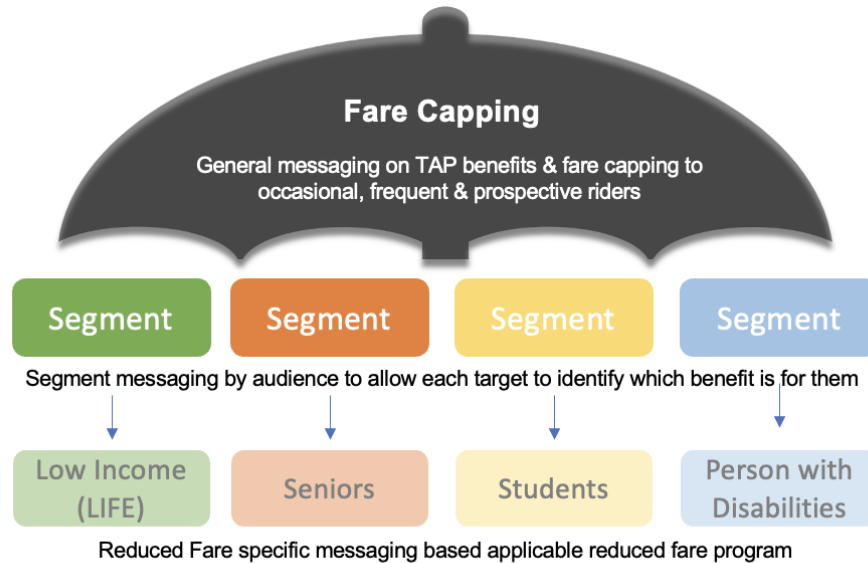 Fare Capping
General messaging on TAP benefits & fare capping to
occasional, frequent & prospective riders
Segment
Segment
Segment
Segment
Segment messaging by audience to allow each target to identify which benefit is for them
Low Income
(LIFE)
Seniors
Students
Person with
Disabilities
Reduced Fare specific messaging based applicable reduced fare program